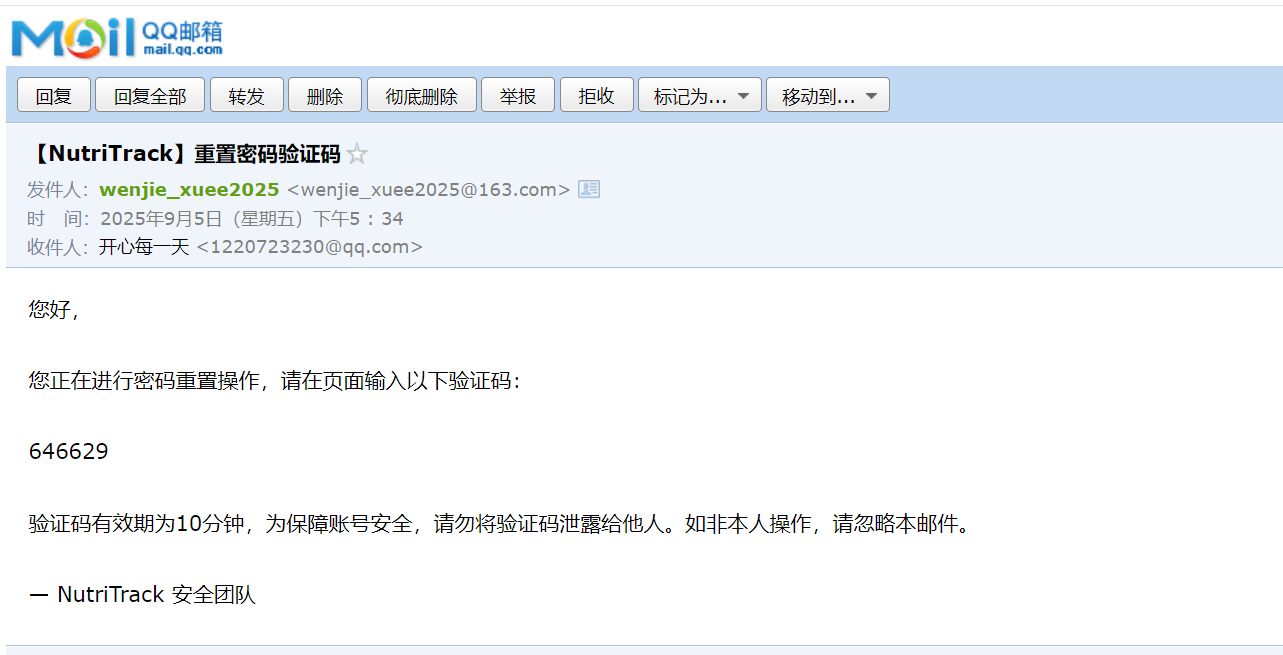 Mail QQ邮箱
mail.qq.com
回复 回复全部 转发 删除 彻底删除 举报 拒收 标记为... 移动到...
【NutriTrack】重置密码验证码
发件人：wenjie_xuee2025 <wenjie_xuee2025@163.com>
时 间：2025年9月5日（星期五）下午5：34
收件人：开心每一天 <1220723230@qq.com>
您好，
您正在进行密码重置操作，请在页面输入以下验证码：
646629
验证码有效期为10分钟，为保障账号安全，请勿将验证码泄露给他人。如非本人操作，请忽略本邮件。
— NutriTrack 安全团队